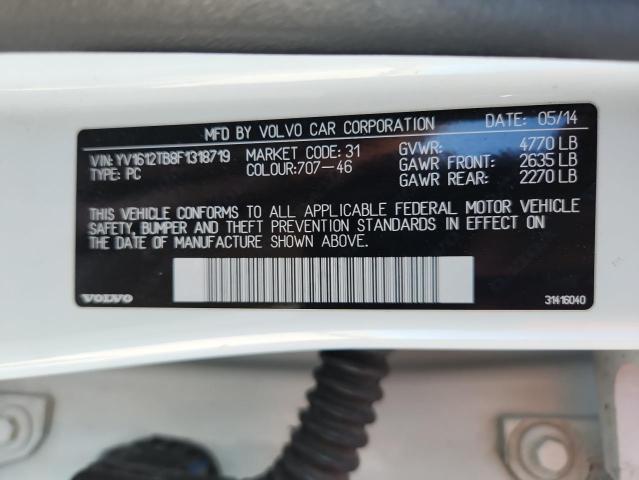 MFD BY VOLVO CAR CORPORATION DATE: 05/14
VIN: YV1612TB8F1318719 MARKET CODE: 31 GVWR: 4770 LB
TYPE: PC COLOUR:707-46 GAWR FRONT: 2635 LB
GAWR REAR: 2270 LB
THIS VEHICLE CONFORMS TO ALL APPLICABLE FEDERAL MOTOR VEHICLE
SAFETY, BUMPER AND THEFT PREVENTION STANDARDS IN EFFECT ON
THE DATE OF MANUFACTURE SHOWN ABOVE.
VOLVO 31416040